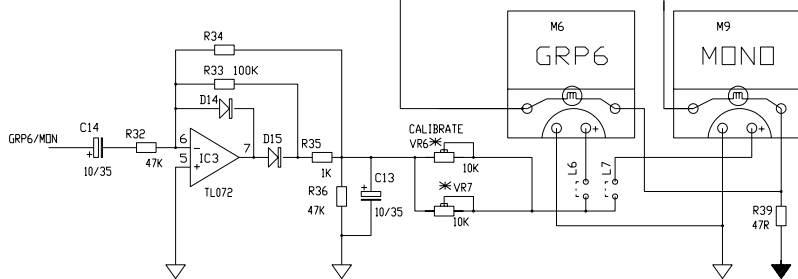 R34
M6
M9
GRP6
MONO
R33 100K
D14
C14
R32
6
7
D15
R35
CALIBRATE
VR6*
GRP6/MON
-
5
+
IC3
+
+
+
10/35
47K
1K
10K
L6
L7
TL072
R36
47K
+
C13
10/35
* VR7
10K
R39
47R